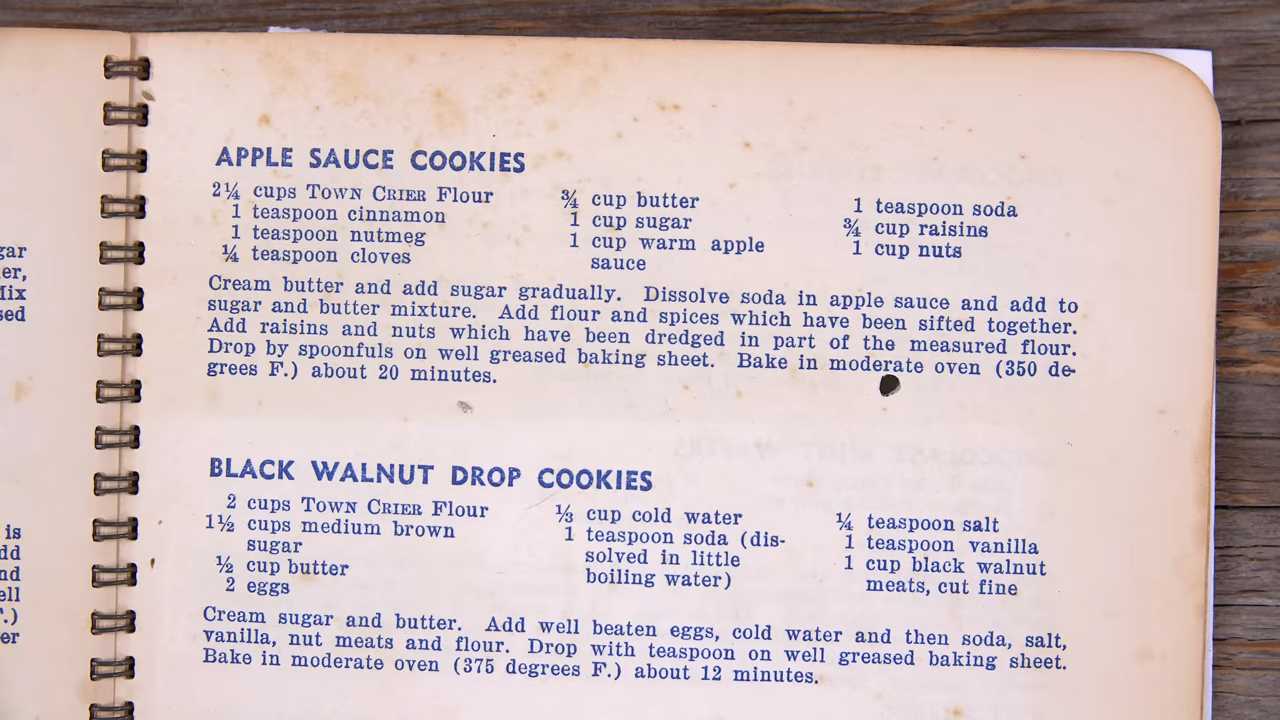 gar
er,
Mix
sed
is
dd
nd
ell
F.)
er
APPLE SAUCE COOKIES
2¼ cups TOWN CRIER Flour
1 teaspoon cinnamon
1 teaspoon nutmeg
¼ teaspoon cloves
¾ cup butter
1 cup sugar
1 cup warm apple
sauce
1 teaspoon soda
¾ cup raisins
1 cup nuts
Cream butter and add sugar gradually. Dissolve soda in apple sauce and add to
sugar and butter mixture. Add flour and spices which have been sifted together.
Add raisins and nuts which have been dredged in part of the measured flour.
Drop by spoonfuls on well greased baking sheet. Bake in moderate oven (350 de-
grees F.) about 20 minutes.
BLACK WALNUT DROP COOKIES
2 cups TOWN CRIER Flour
1½ cups medium brown
sugar
½ cup butter
2 eggs
⅓ cup cold water
1 teaspoon soda (dis-
solved in little
boiling water)
¼ teaspoon salt
1 teaspoon vanilla
1 cup black walnut
meats, cut fine
Cream sugar and butter. Add well beaten eggs, cold water and then soda, salt,
vanilla, nut meats and flour. Drop with teaspoon on well greased baking sheet.
Bake in moderate oven (375 degrees F.) about 12 minutes.